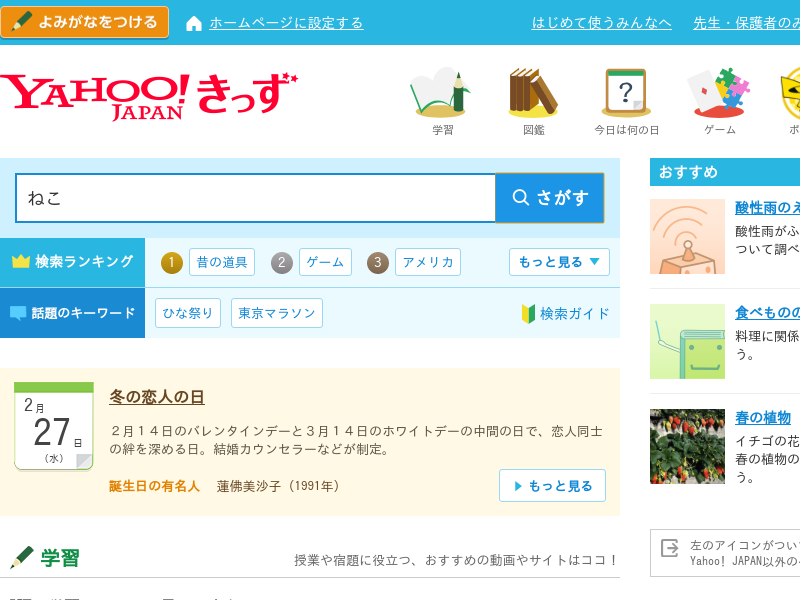 よみがなをつける
ホームページに設定する
はじめて使うみんなへ
先生・保護者のみ
YAHOO!きっず
JAPAN
学習
図鑑
今日は何の日
ゲーム
ボ
ねこ
さがす
検索ランキング
1 昔の道具
2 ゲーム
3 アメリカ
もっと見る
話題のキーワード
ひな祭り
東京マラソン
検索ガイド
2月
27日
(水)
冬の恋人の日
2月14日のバレンタインデーと3月14日のホワイトデーの中間の日で、恋人同士
の絆を深める日。結婚カウンセラーなどが制定。
誕生日の有名人 蓮佛美沙子(1991年)
もっと見る
学習
授業や宿題に役立つ、おすすめの動画やサイトはココ!
おすすめ
酸性雨のえ
酸性雨がふ
ついて調べ
食べものの
料理に関係
う。
春の植物
イチゴの花
春の植物の
う。
左のアイコンがつい
Yahoo! JAPAN以外の